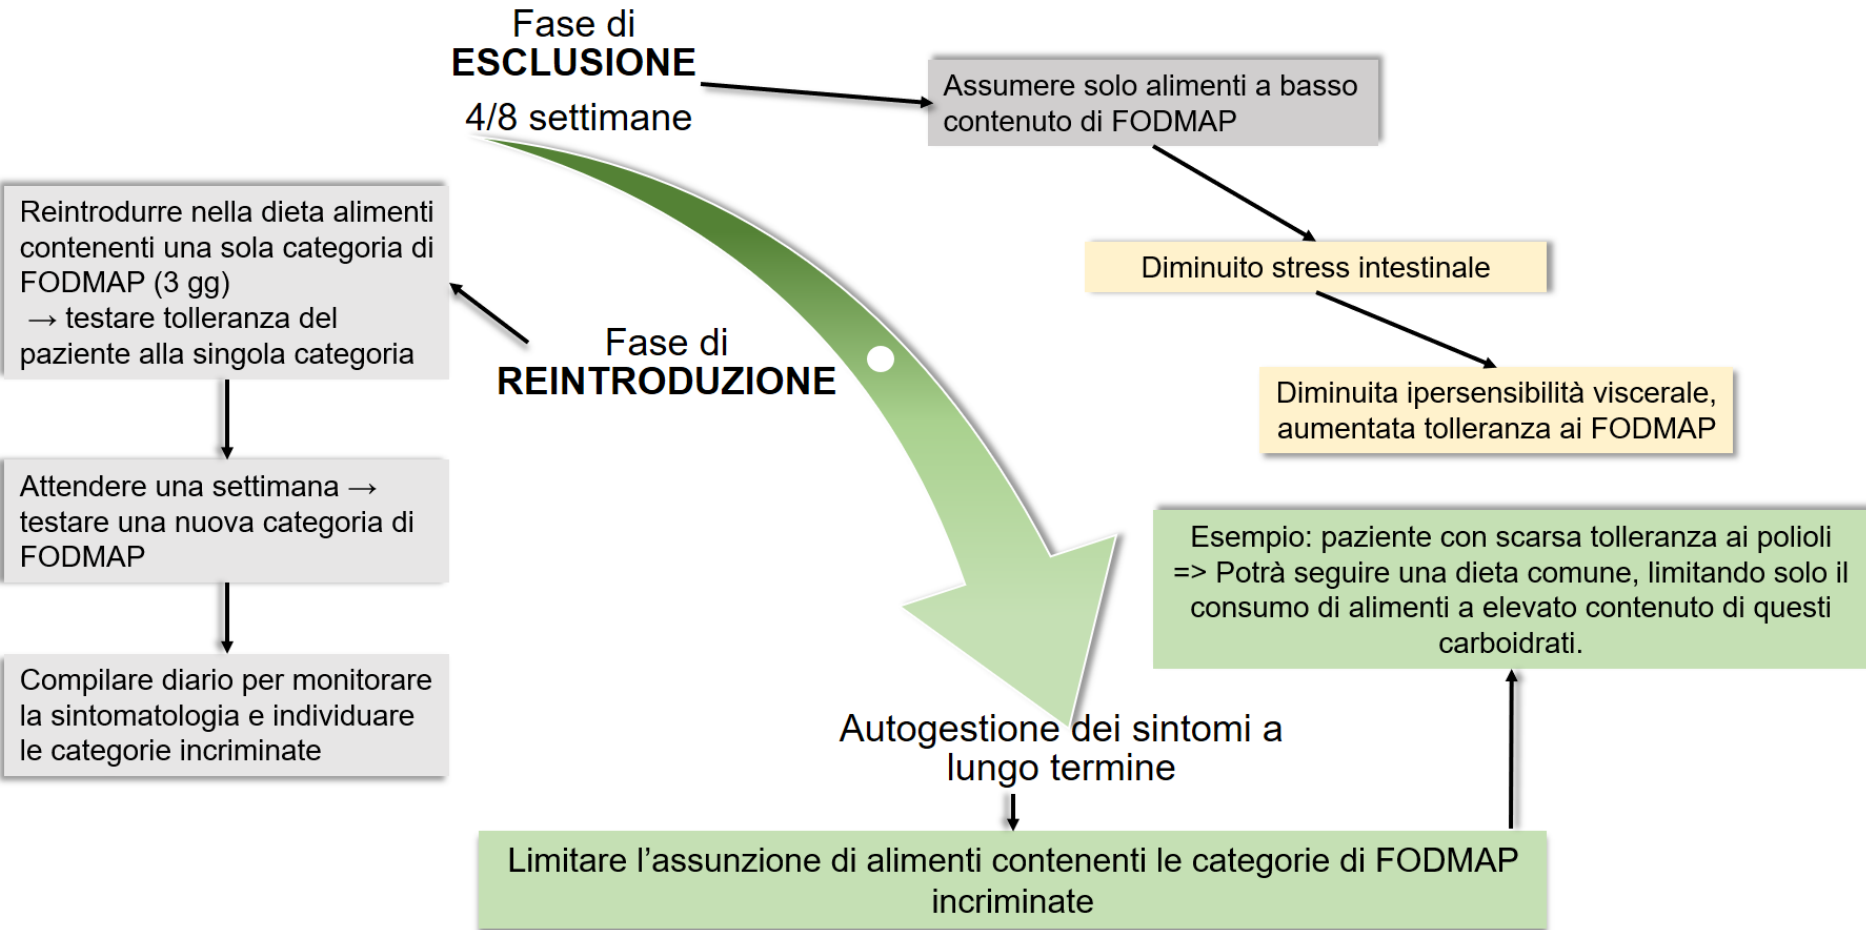 Fase di
ESCLUSIONE
4/8 settimane
Assumere solo alimenti a basso
contenuto di FODMAP
Diminuito stress intestinale
Diminuita ipersensibilità viscerale,
aumentata tolleranza ai FODMAP
Fase di
REINTRODUZIONE
Reintrodurre nella dieta alimenti
contenenti una sola categoria di
FODMAP (3 gg)
→ testare tolleranza del
paziente alla singola categoria
Attendere una settimana →
testare una nuova categoria di
FODMAP
Compilare diario per monitorare
la sintomatologia e individuare
le categorie incriminate
Autogestione dei sintomi a
lungo termine
Limitare l’assunzione di alimenti contenenti le categorie di FODMAP
incriminate
Esempio: paziente con scarsa tolleranza ai polioli
=> Potrà seguire una dieta comune, limitando solo il
consumo di alimenti a elevato contenuto di questi
carboidrati.